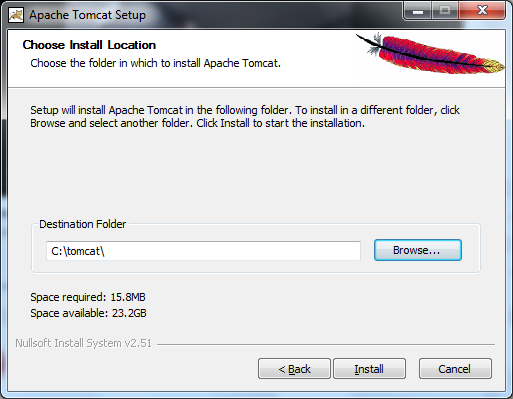 Apache Tomcat Setup
Choose Install Location
Choose the folder in which to install Apache Tomcat.
Setup will install Apache Tomcat in the following folder. To install in a different folder, click
Browse and select another folder. Click Install to start the installation.
Destination Folder
C:\tomcat\
Browse...
Space required: 15.8MB
Space available: 23.2GB
Nullsoft Install System v2.51
< Back
Install
Cancel